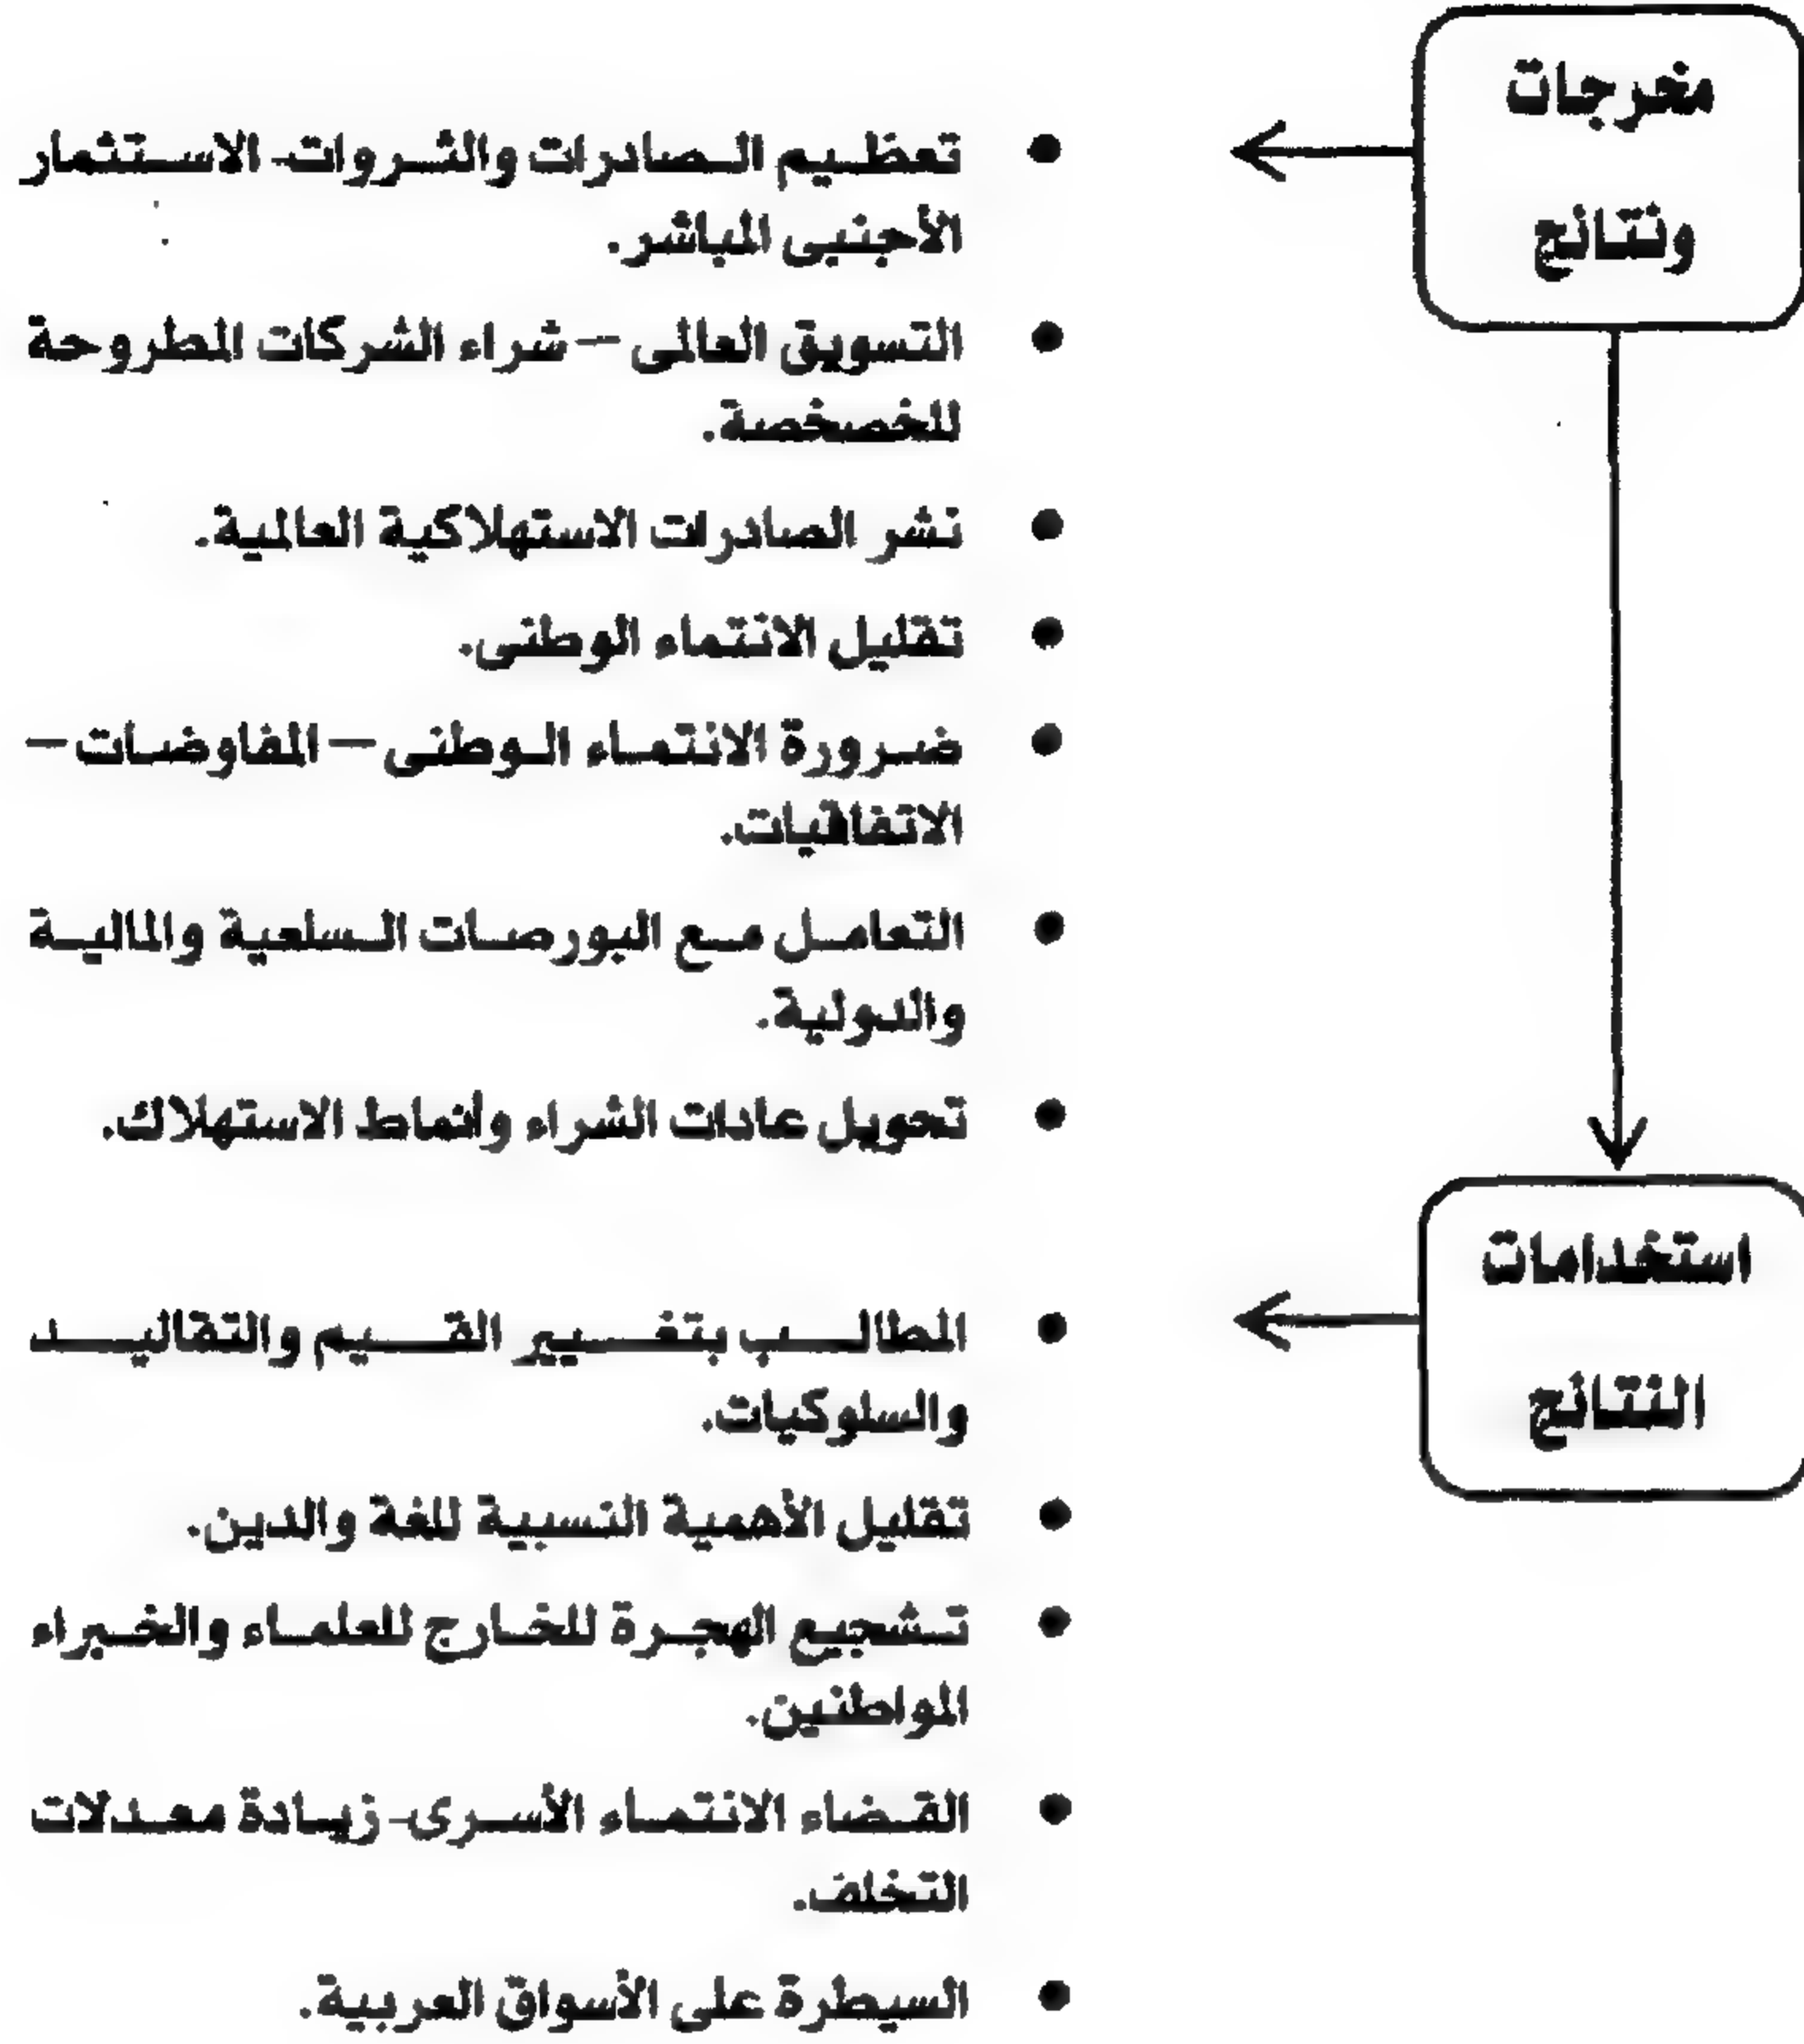 مخرجات
ونتائج
• تعظيم الصادرات والثروات- الاستثمار
الأجنبى المباشر.
• التسويق العالمى – شراء الشركات المطروحة
للخصخصة.
• نشر الصادرات الاستهلاكية العالمية.
• تقليل الانتماء الوطنى.
• ضرورة الانتماء الوطنى – المفاوضات –
الاتفاقيات.
• التعامل مع البورصات السلعية والمالية
والدولية.
• تحويل عادات الشراء وأنماط الاستهلاك.
استخدامات
النتائج
• المطالب بتغيير القيم والتقاليد
والسلوكيات.
• تقليل الأهمية النسبية للغة والدين.
• تشجيع الهجرة للخارج للعلماء والخبراء
المواطنين.
• القضاء الانتماء الأسرى- زيادة معدلات
التخلف.
• السيطرة على الأسواق العربية.